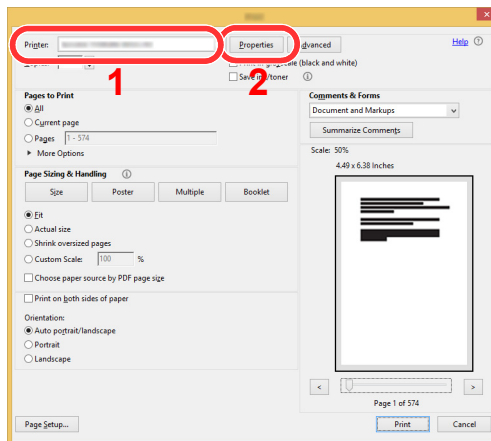 Printer:
Properties
Advanced
Help
1
2
(black and white)
Save ink/toner
Pages to Print
All
Current page
Pages 1 - 574
More Options
Page Sizing & Handling
Size Poster Multiple Booklet
Fit
Actual size
Shrink oversized pages
Custom Scale: 100 %
Choose paper source by PDF page size
Print on both sides of paper
Orientation:
Auto portrait/landscape
Portrait
Landscape
Comments & Forms
Document and Markups
Summarize Comments
Scale: 50%
4.49 x 6.38 Inches
< >
Page 1 of 574
Page Setup...
Print Cancel